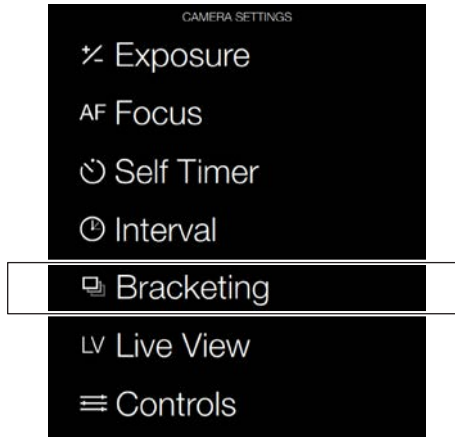 CAMERA SETTINGS
Exposure
AF Focus
Self Timer
Interval
Bracketing
LV Live View
Controls